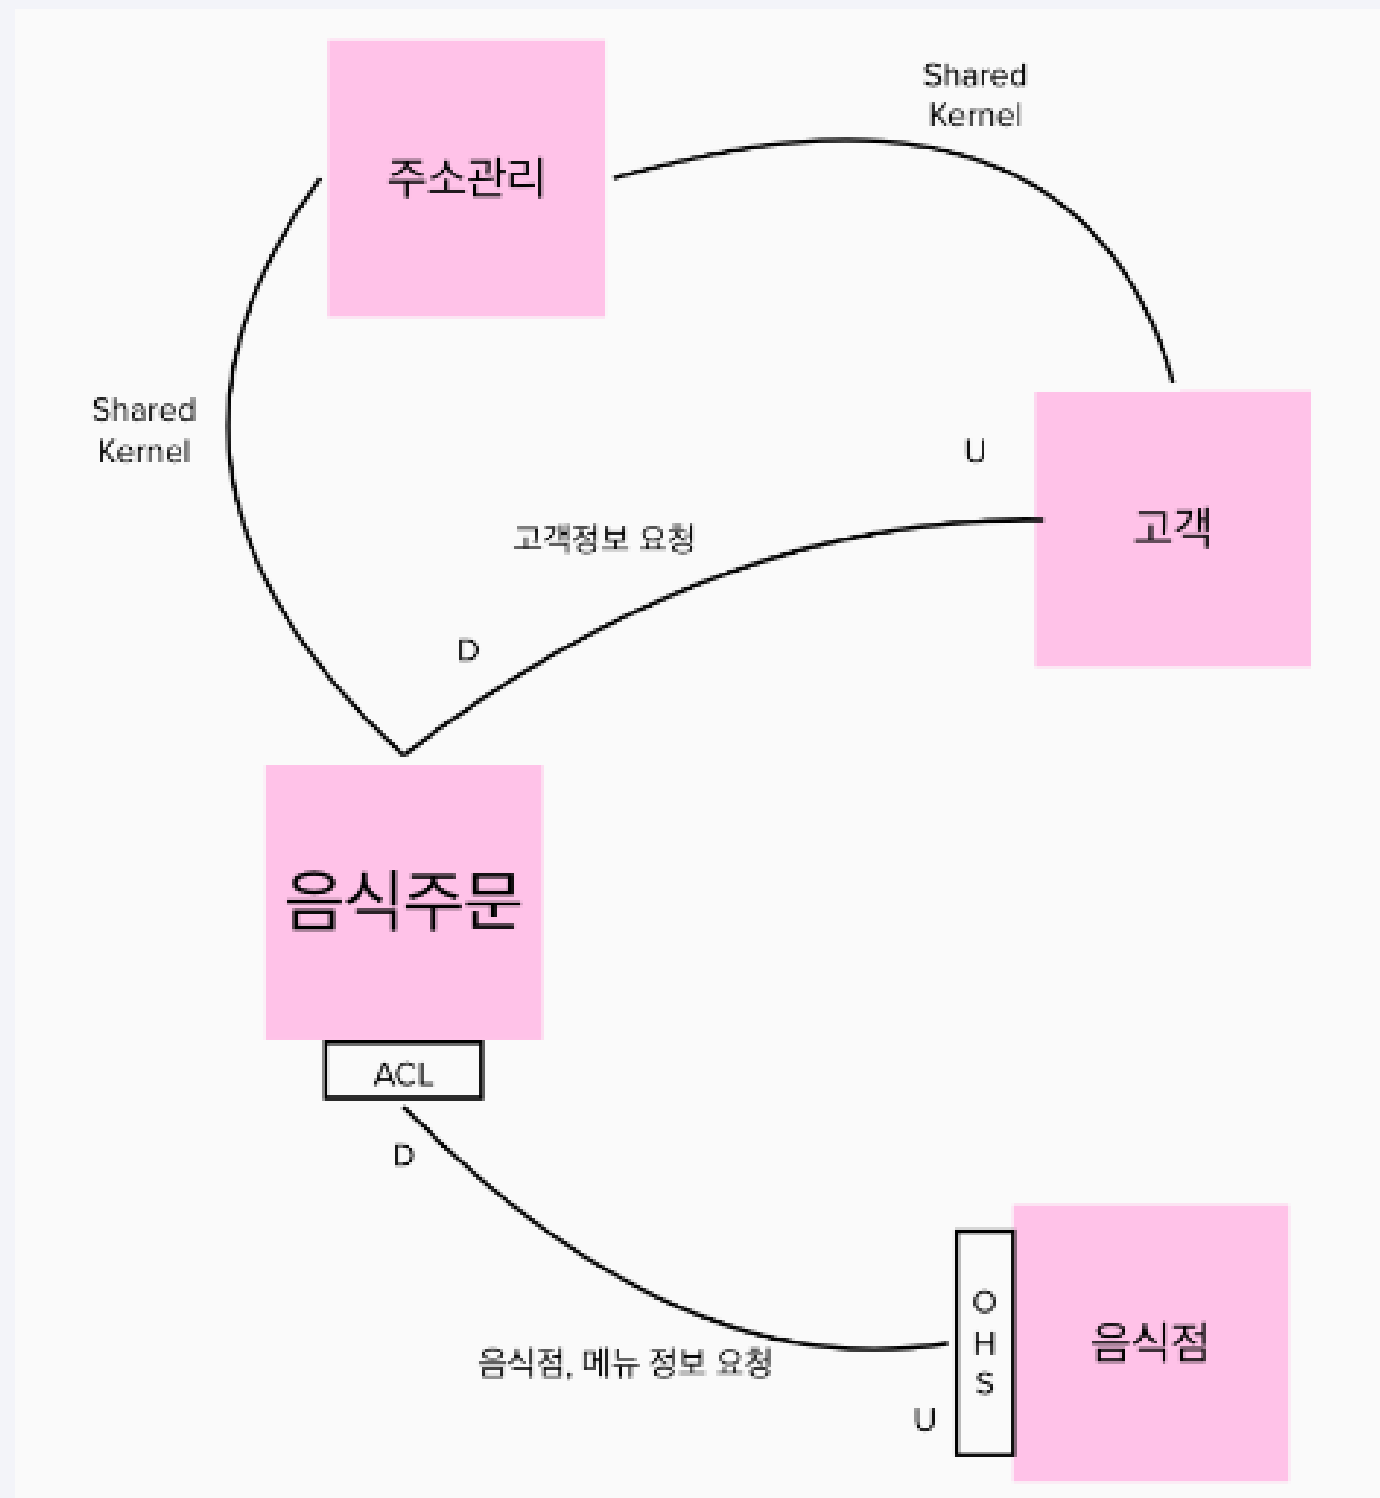 주소관리
Shared
Kernel
Shared
Kernel
U
고객
고객정보 요청
D
음식주문
ACL
D
음식점, 메뉴 정보 요청
O
H
S
U
음식점